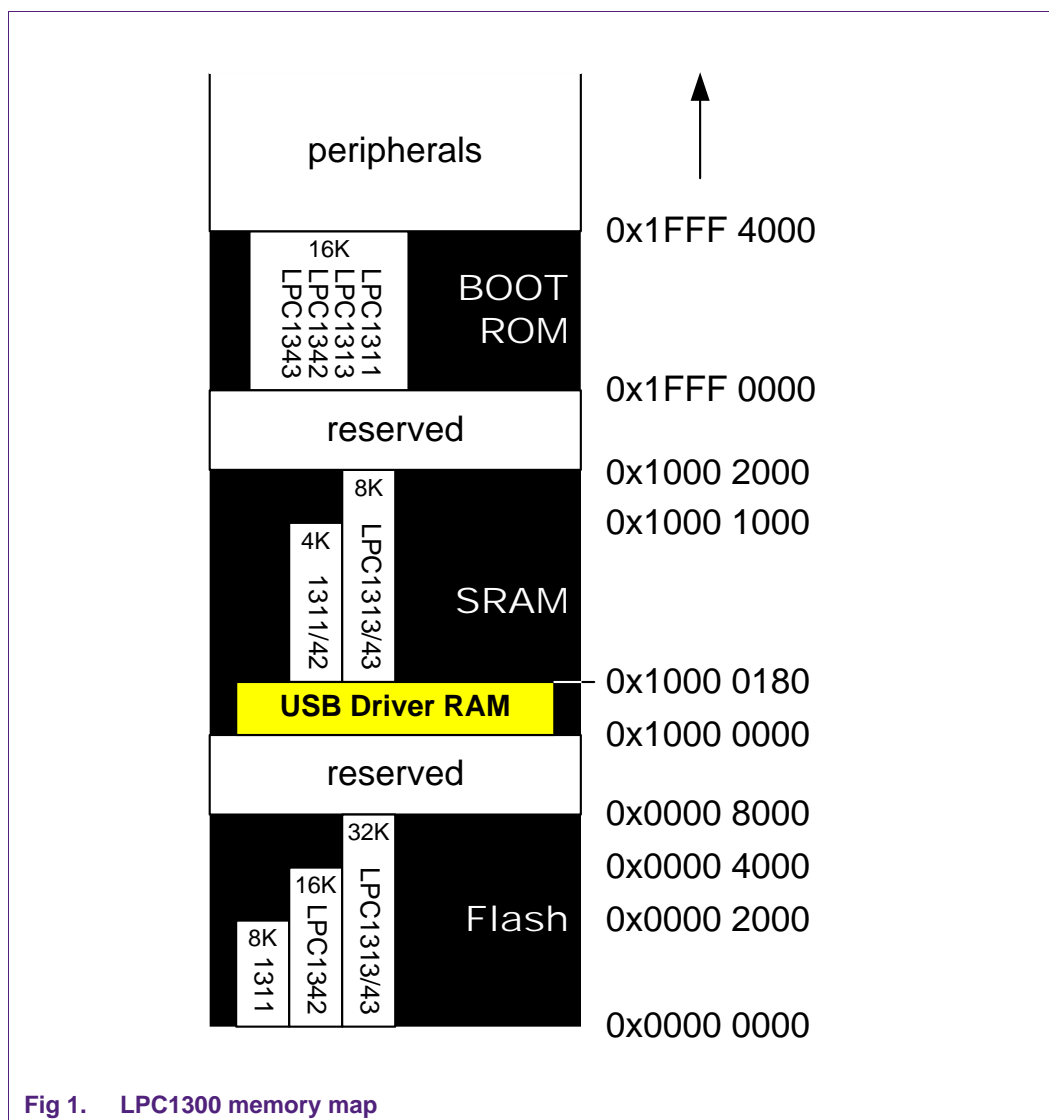 peripherals
0x1FFF 4000
16K
LPC1311
LPC1313
LPC1342
LPC1343
BOOT
ROM
0x1FFF 0000
reserved
0x1000 2000
8K
LPC1313/43
0x1000 1000
4K
1311/42
SRAM
0x1000 0180
USB Driver RAM
0x1000 0000
reserved
0x0000 8000
32K
LPC1313/43
0x0000 4000
16K
LPC1342
Flash
0x0000 2000
8K
1311
0x0000 0000
Fig 1. LPC1300 memory map